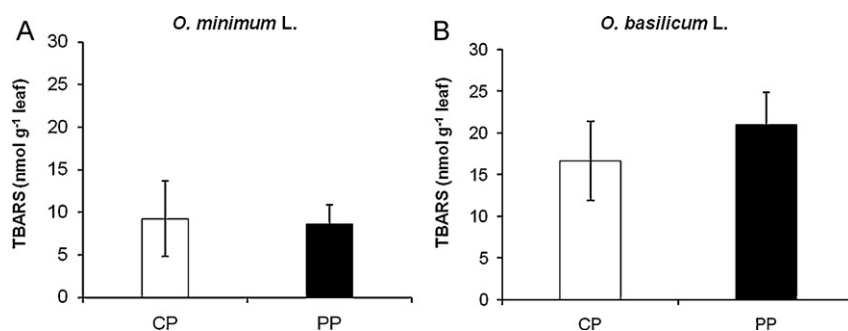 A
O. minimum L.
TBARS (nmol g⁻¹ leaf)
30
25
20
15
10
5
0
CP
PP
B
O. basilicum L.
TBARS (nmol g⁻¹ leaf)
30
25
20
15
10
5
0
CP
PP